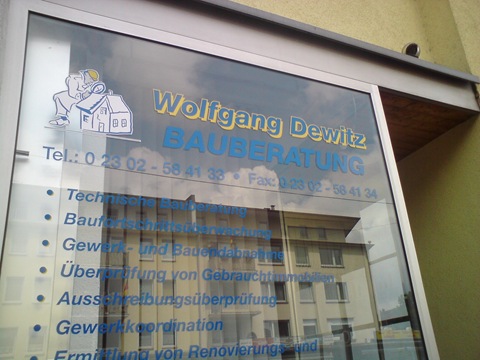 Wolfgang Dewitz
BAUBERATUNG
Tel.: 0 23 02 - 58 41 33 • Fax: 0 23 02 - 58 41 34
• Technische Bauberatung
• Baufortschrittsüberwachung
• Gewerk- und Bauendabnahme
• Überprüfung von Gebrauchtimmobilien
• Ausschreibungsüberprüfung
• Gewerkkoordination
Ermittlung von Renovierungs- und